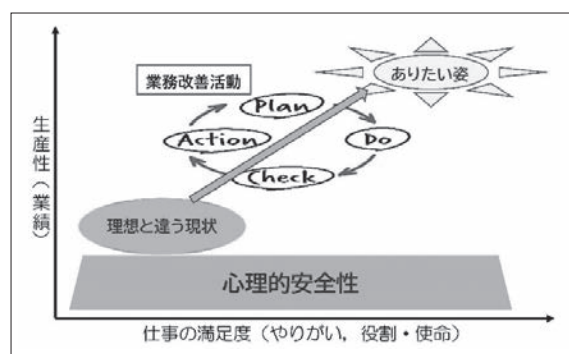 ありたい姿
業務改善活動
Plan
Action
Do
Check
理想と違う現状
心理的安全性
生産性(業績)
仕事の満足度(やりがい,役割・使命)